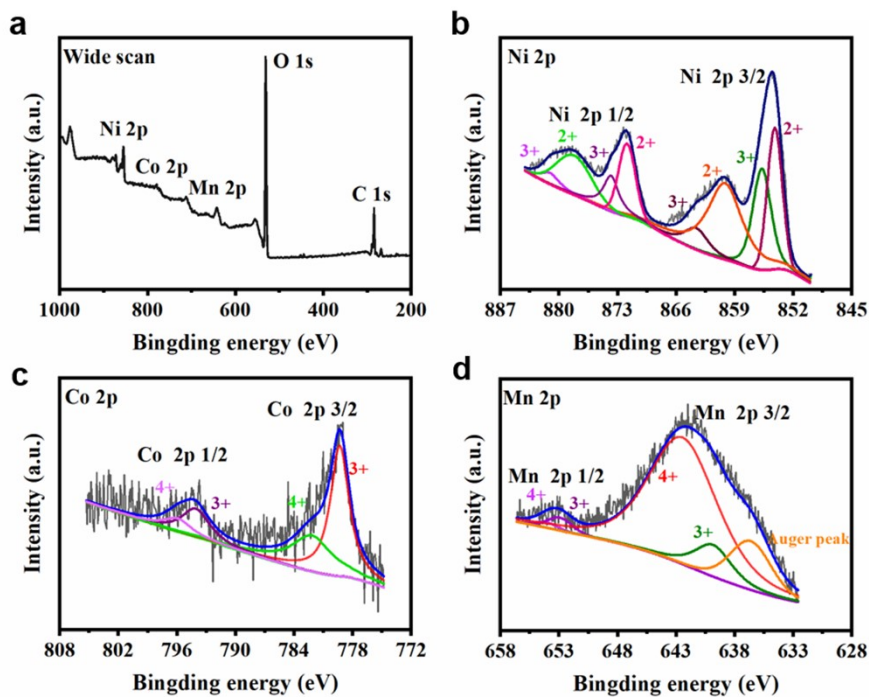 a
Wide scan
O 1s
Ni 2p
Co 2p
Mn 2p
C 1s
Intensity (a.u.)
1000 800 600 400 200
Bingding energy (eV)
b
Ni 2p
Ni 2p 3/2
Ni 2p 1/2
3+
2+
3+
2+
3+
2+
3+
2+
Intensity (a.u.)
887 880 873 866 859 852 845
Bingding energy (eV)
c
Co 2p
Co 2p 3/2
Co 2p 1/2
4+
3+
4+
3+
Intensity (a.u.)
808 802 796 790 784 778 772
Bingding energy (eV)
d
Mn 2p
Mn 2p 3/2
Mn 2p 1/2
4+
3+
4+
3+
Auger peak
Intensity (a.u.)
658 653 648 643 638 633 628
Bingding energy (eV)